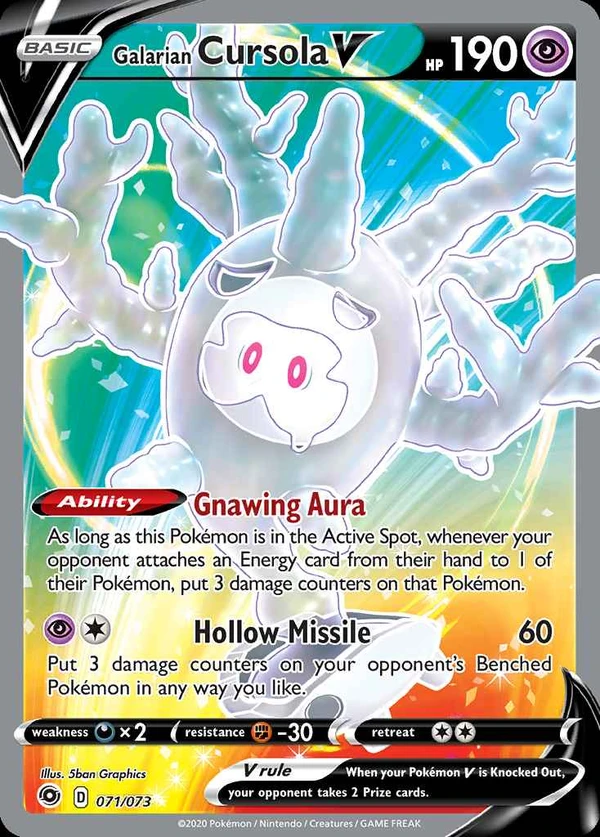 BASIC Galarian Cursola V HP 190
Ability Gnawing Aura
As long as this Pokémon is in the Active Spot, whenever your
opponent attaches an Energy card from their hand to 1 of
their Pokémon, put 3 damage counters on that Pokémon.
Hollow Missile 60
Put 3 damage counters on your opponent's Benched
Pokémon in any way you like.
weakness ×2 resistance -30 retreat
Illus. 5ban Graphics
V rule When your Pokémon V is Knocked Out,
your opponent takes 2 Prize cards.
D 071/073
©2020 Pokémon / Nintendo / Creatures / GAME FREAK